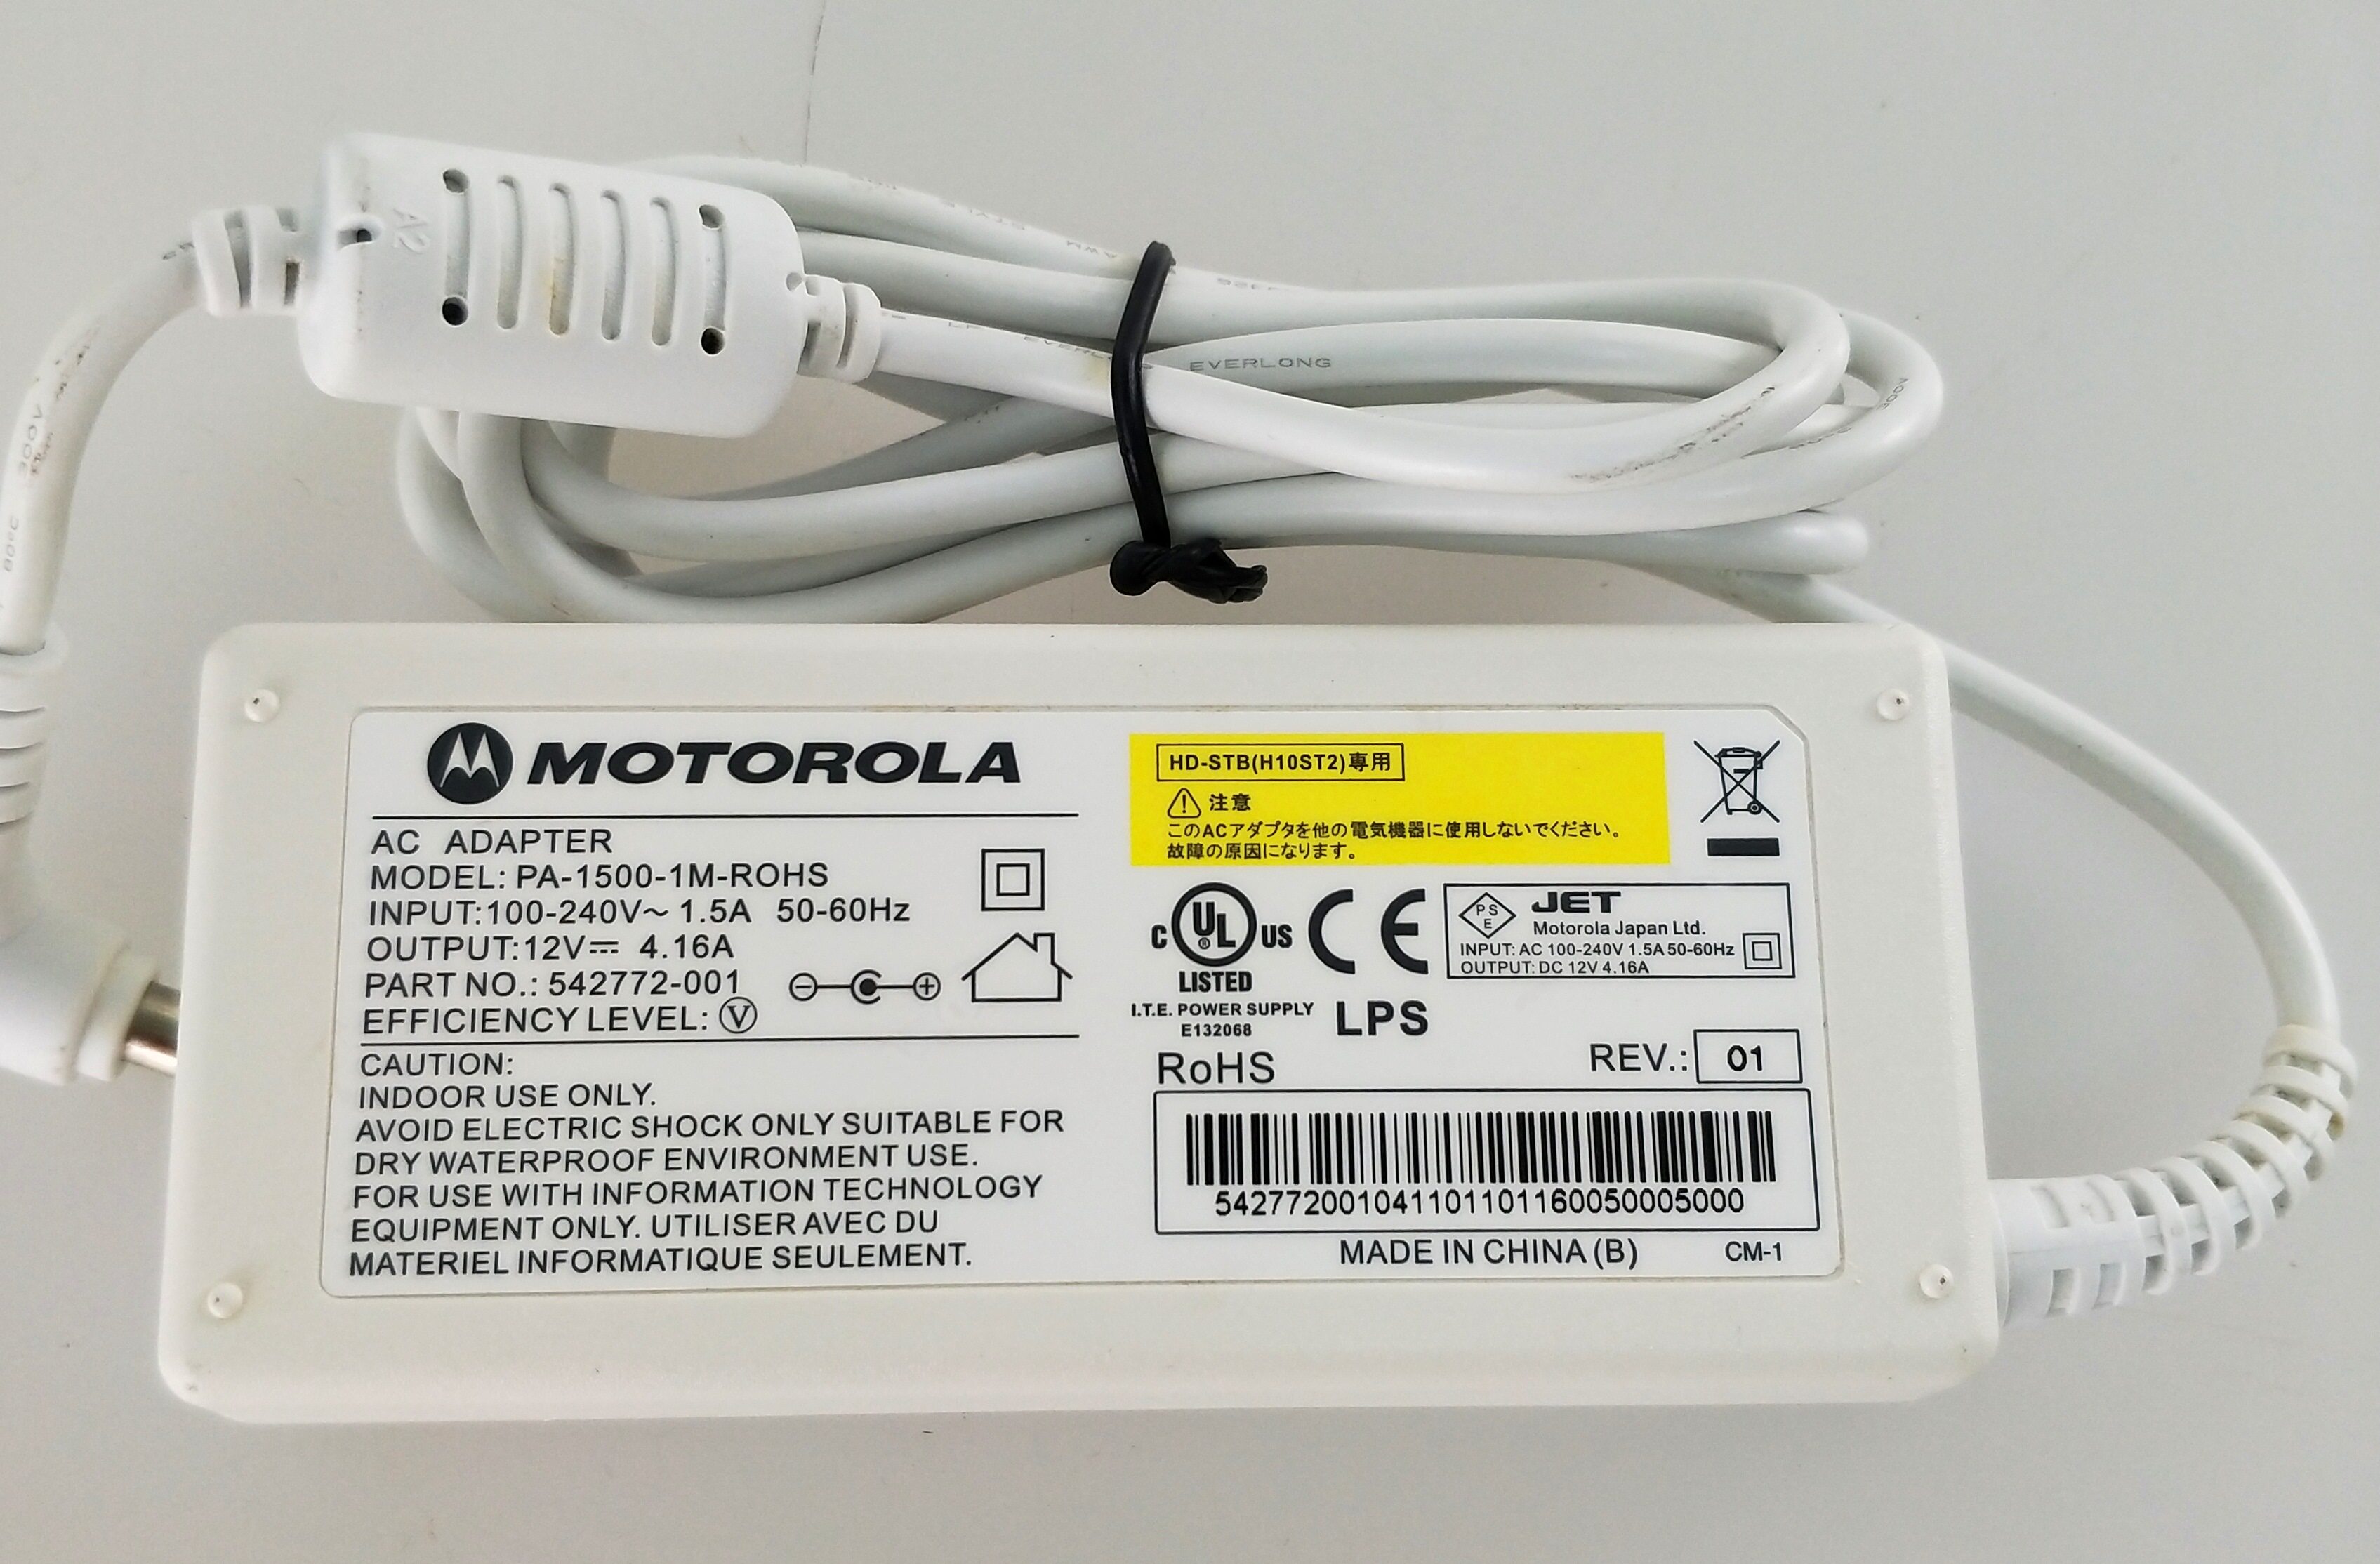 A2
EVERLONG
MOTOROLA
AC ADAPTER
MODEL: PA-1500-1M-ROHS
INPUT:100-240V~ 1.5A 50-60Hz
OUTPUT:12V⎓ 4.16A
PART NO.: 542772-001
EFFICIENCY LEVEL: Ⓥ
CAUTION:
INDOOR USE ONLY.
AVOID ELECTRIC SHOCK ONLY SUITABLE FOR
DRY WATERPROOF ENVIRONMENT USE.
FOR USE WITH INFORMATION TECHNOLOGY
EQUIPMENT ONLY. UTILISER AVEC DU
MATERIEL INFORMATIQUE SEULEMENT.
HD-STB(H10ST2)専用
注意
このACアダプタを他の電気機器に使用しないでください。
故障の原因になります。
C UL® US
LISTED
I.T.E. POWER SUPPLY
E132068
CE
LPS
PSE
JET
Motorola Japan Ltd.
INPUT: AC 100-240V 1.5A 50-60Hz
OUTPUT: DC 12V 4.16A
RoHS
REV.: 01
542772001041101101160050005000
MADE IN CHINA (B) CM-1